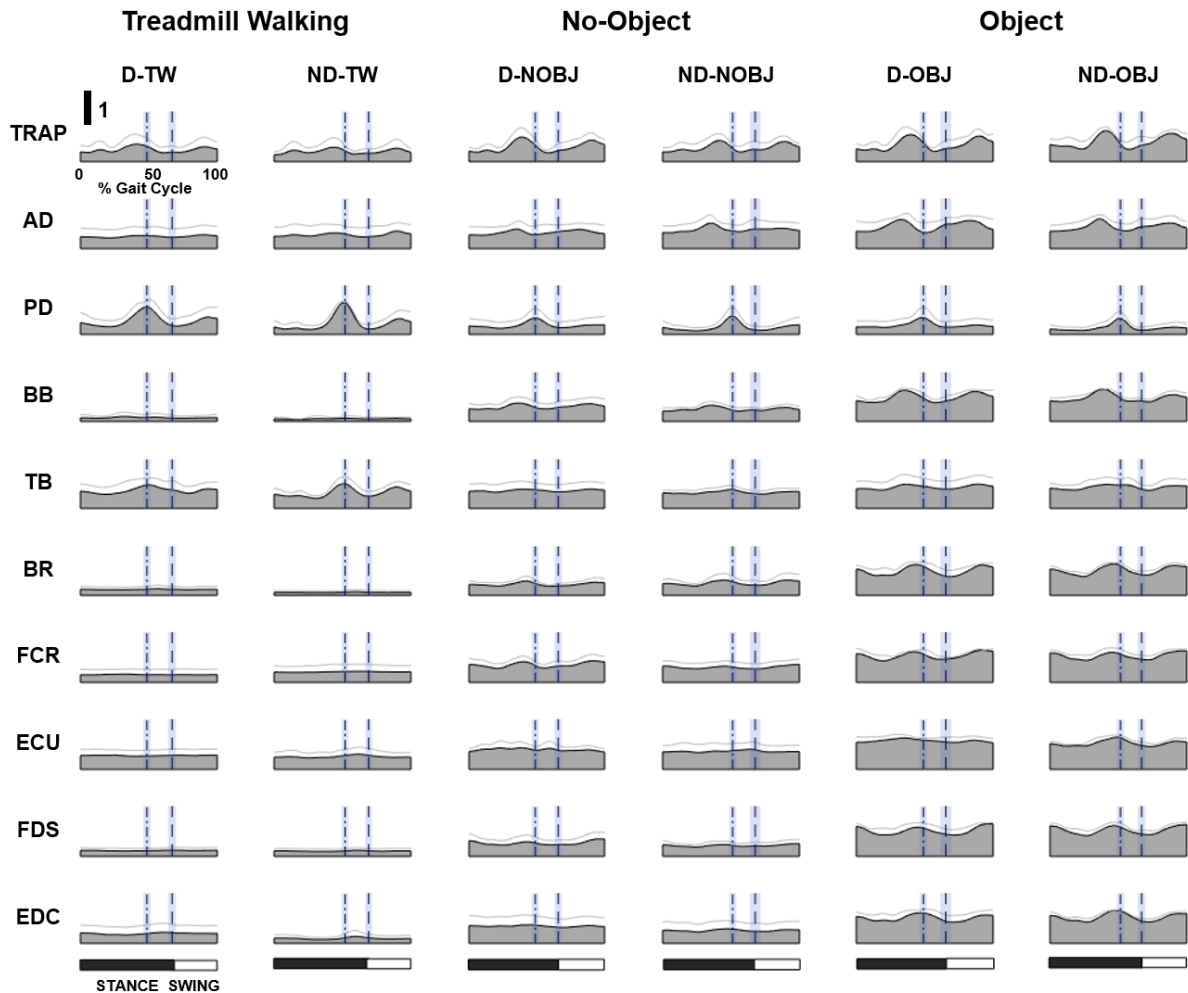 Treadmill Walking No-Object Object
D-TW ND-TW D-NOBJ ND-NOBJ D-OBJ ND-OBJ
1
TRAP
0 50 100
% Gait Cycle
AD
PD
BB
TB
BR
FCR
ECU
FDS
EDC
STANCE SWING